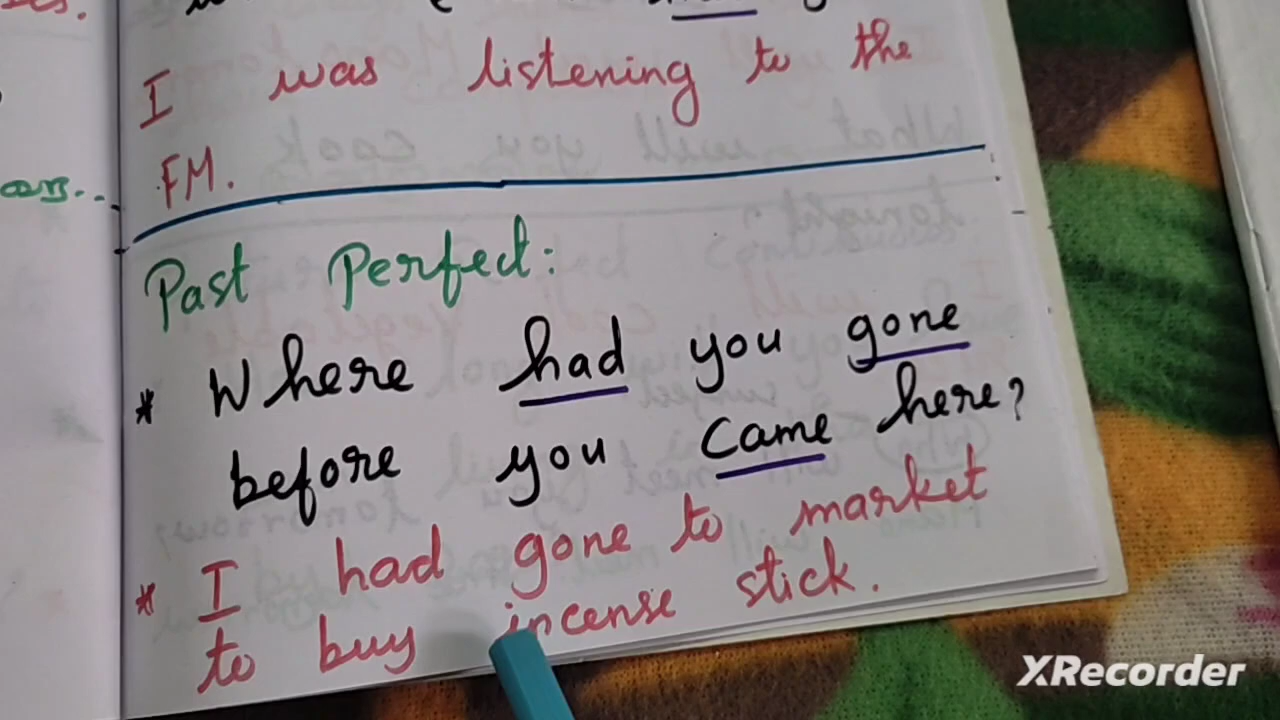 I was listening to the
FM.
Past Perfect:
* Where had you gone
before you came here?
* I had gone to market
to buy incense stick.
XRecorder